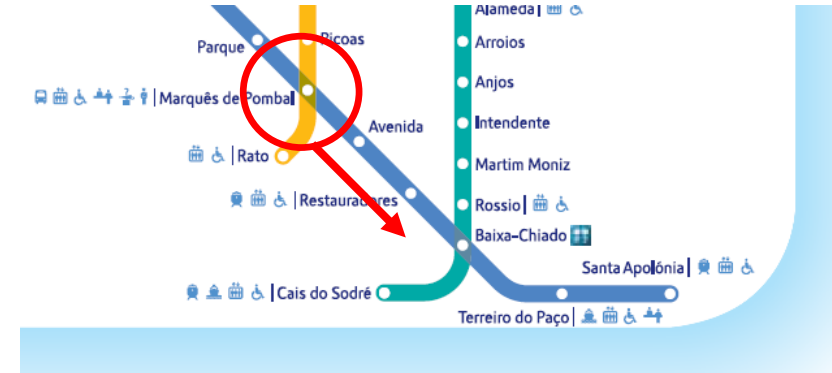 Alameda
Parque
Picoas
Arroios
Marquês de Pombal
Anjos
Avenida
Intendente
Rato
Martim Moniz
Restauradores
Rossio
Baixa-Chiado
Santa Apolónia
Cais do Sodré
Terreiro do Paço